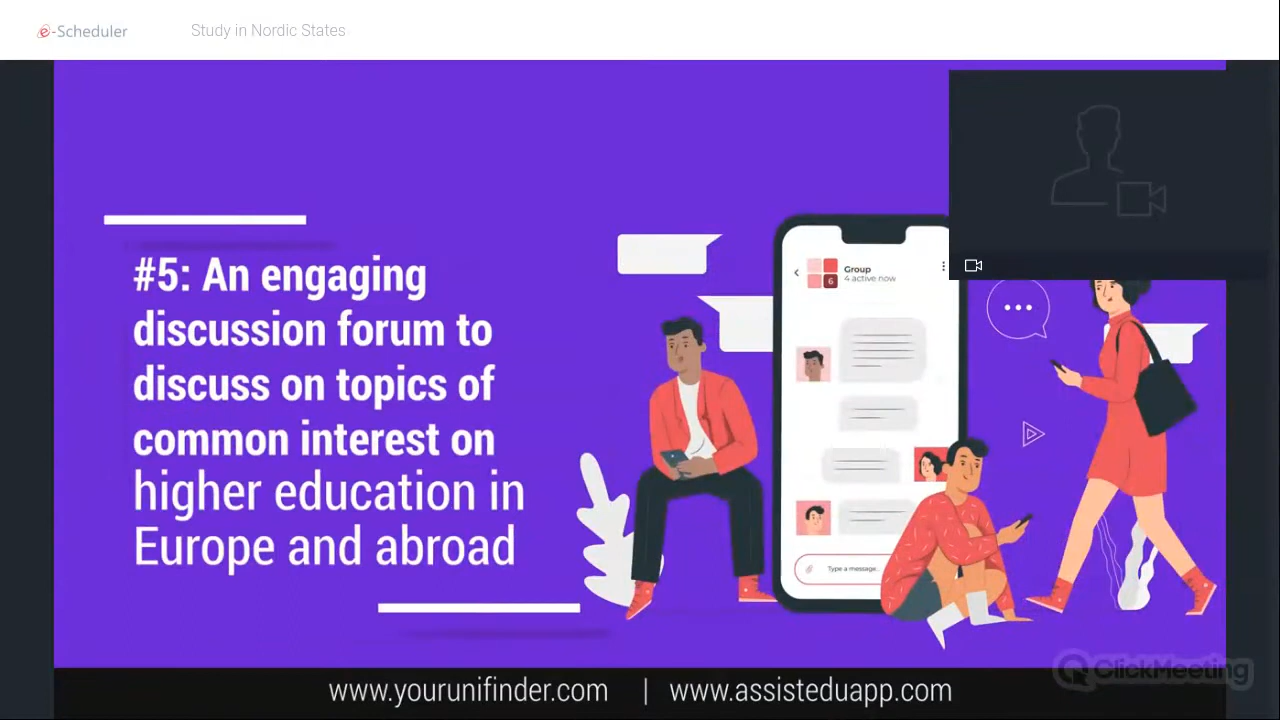 e-Scheduler
Study in Nordic States
#5: An engaging
discussion forum to
discuss on topics of
common interest on
higher education in
Europe and abroad
Group
4 active now
6
Type a message..
ClickMeeting
www.yourunifinder.com | www.assisteduapp.com